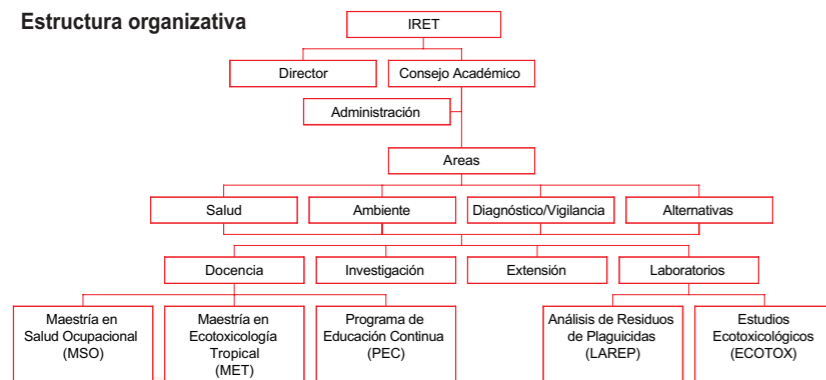 Estructura organizativa
IRET
Director
Consejo Académico
Administración
Areas
Salud
Ambiente
Diagnóstico/Vigilancia
Alternativas
Docencia
Investigación
Extensión
Laboratorios
Maestría en
Salud Ocupacional
(MSO)
Maestría en
Ecotoxicología
Tropical
(MET)
Programa de
Educación Continua
(PEC)
Análisis de Residuos
de Plaguicidas
(LAREP)
Estudios
Ecotoxicológicos
(ECOTOX)